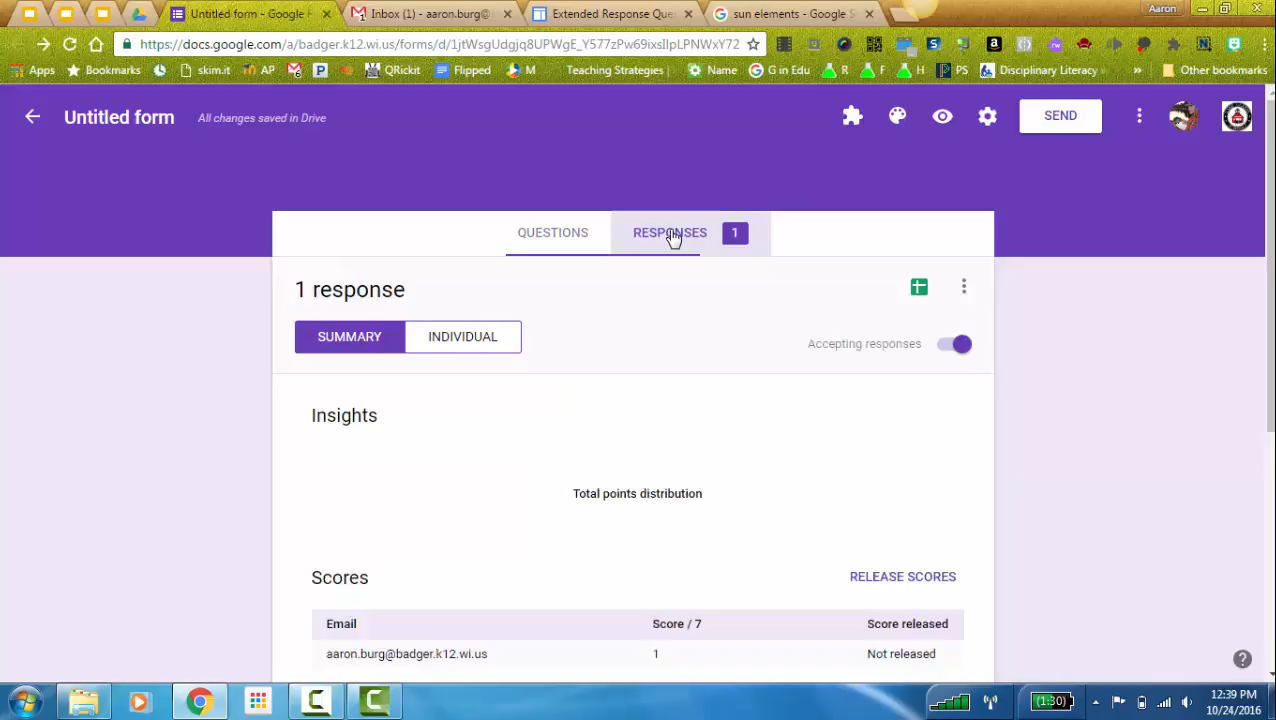 Untitled form - Google F
Inbox (1) - aaron.burg@
Extended Response Que
sun elements - Google S
Aaron
https://docs.google.com/a/badger.k12.wi.us/forms/d/1jtWsgUdgjq8UPWgE_Y577zPw69ixsIlpLPNWxY72
Apps
Bookmarks
skim.it
AP
QRickit
Flipped
M
Teaching Strategies
Name
G in Edu
R
F
H
PS
Disciplinary Literacy
»
Other bookmarks
Untitled form
All changes saved in Drive
SEND
QUESTIONS
RESPONSES
1
1 response
SUMMARY
INDIVIDUAL
Accepting responses
Insights
Total points distribution
Scores
RELEASE SCORES
Email
Score / 7
Score released
aaron.burg@badger.k12.wi.us
1
Not released
(1:30)
12:39 PM
10/24/2016